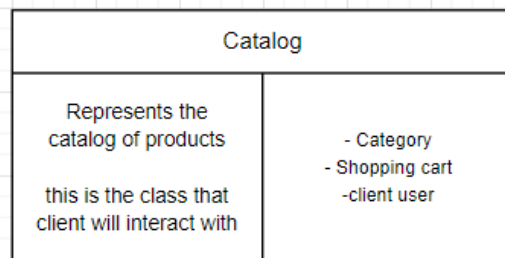 Catalog
Represents the
catalog of products
this is the class that
client will interact with
- Category
- Shopping cart
-client user